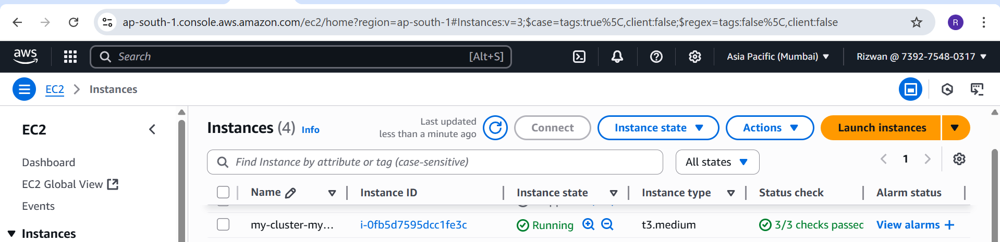 ap-south-1.console.aws.amazon.com/ec2/home?region=ap-south-1#Instances:v=3;$case=tags:true%5C,client:false;$regex=tags:false%5C,client:false
R
aws
Search
[Alt+S]
Asia Pacific (Mumbai)
Rizwan @ 7392-7548-0317
EC2
Instances
EC2
Dashboard
EC2 Global View
Events
Instances
Instances (4) Info
Last updated
less than a minute ago
Connect
Instance state
Actions
Launch instances
Find Instance by attribute or tag (case-sensitive)
All states
1
Name Instance ID Instance state Instance type Status check Alarm status
my-cluster-my... i-0fb5d7595dcc1fe3c Running t3.medium 3/3 checks passed View alarms +